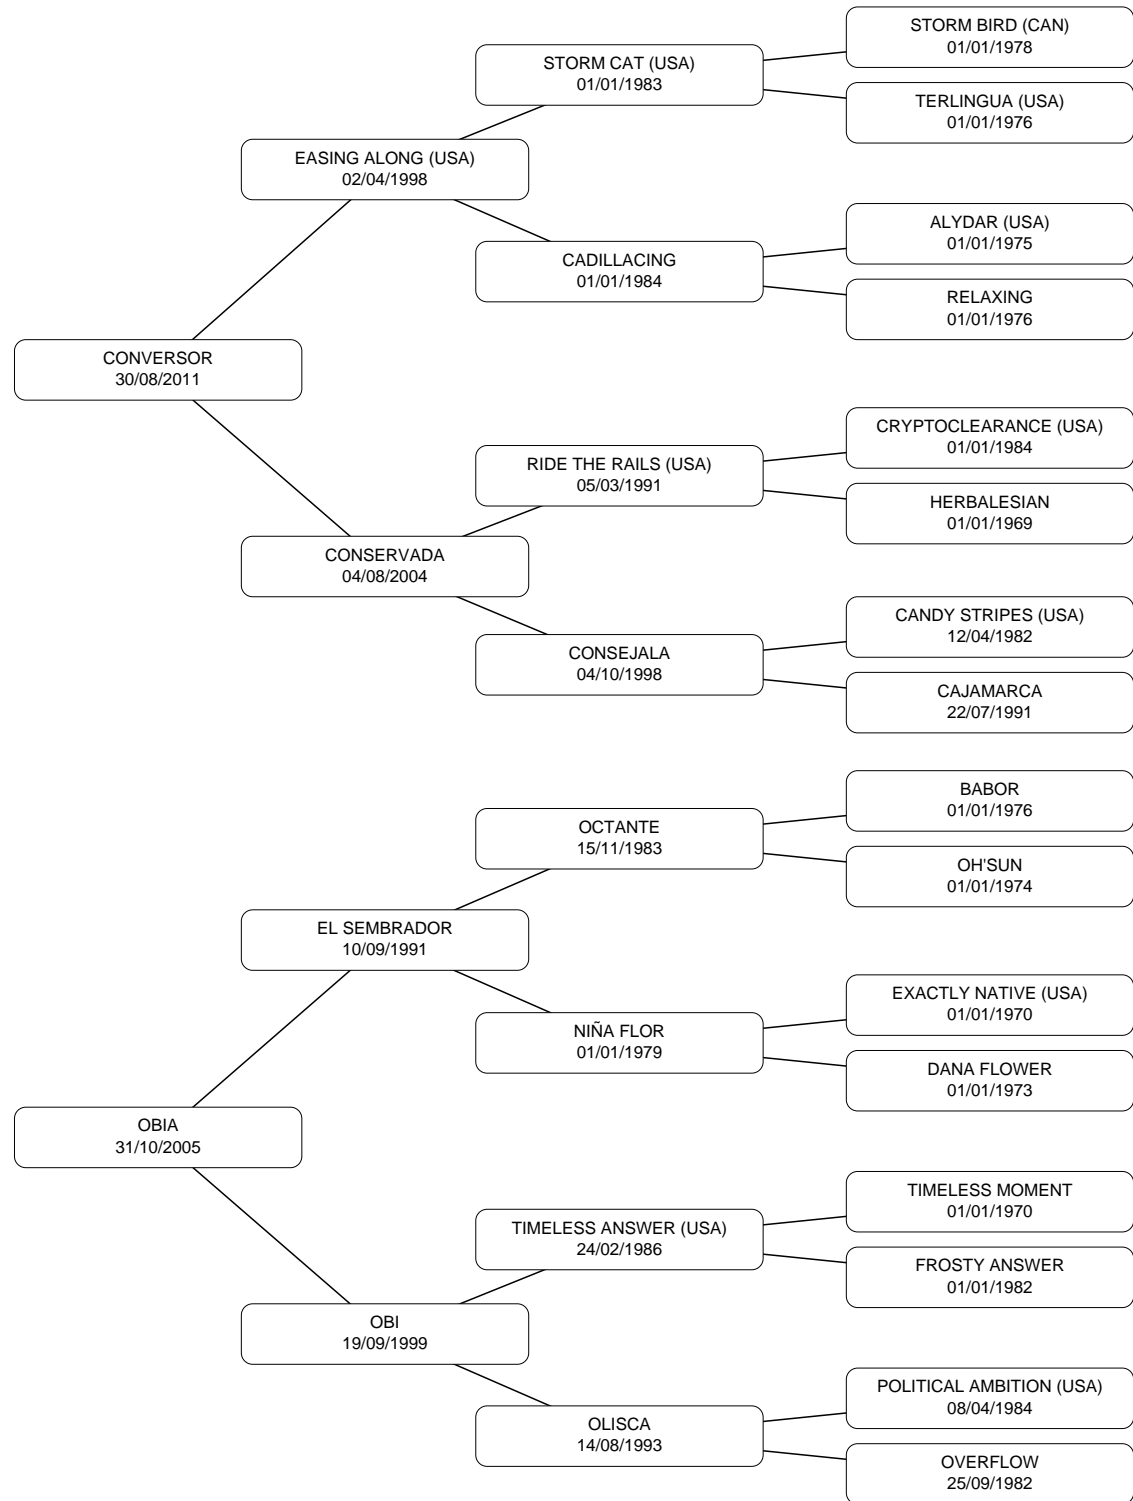 STORM BIRD (CAN)
01/01/1978
STORM CAT (USA)
01/01/1983
TERLINGUA (USA)
01/01/1976
EASING ALONG (USA)
02/04/1998
ALYDAR (USA)
01/01/1975
CADILLACING
01/01/1984
RELAXING
01/01/1976
CONVERSOR
30/08/2011
CRYPTOCLEARANCE (USA)
01/01/1984
RIDE THE RAILS (USA)
05/03/1991
HERBALESIAN
01/01/1969
CONSERVADA
04/08/2004
CANDY STRIPES (USA)
12/04/1982
CONSEJALA
04/10/1998
CAJAMARCA
22/07/1991
BABOR
01/01/1976
OCTANTE
15/11/1983
OH'SUN
01/01/1974
EL SEMBRADOR
10/09/1991
EXACTLY NATIVE (USA)
01/01/1970
NIÑA FLOR
01/01/1979
DANA FLOWER
01/01/1973
OBIA
31/10/2005
TIMELESS MOMENT
01/01/1970
TIMELESS ANSWER (USA)
24/02/1986
FROSTY ANSWER
01/01/1982
OBI
19/09/1999
POLITICAL AMBITION (USA)
08/04/1984
OLISCA
14/08/1993
OVERFLOW
25/09/1982